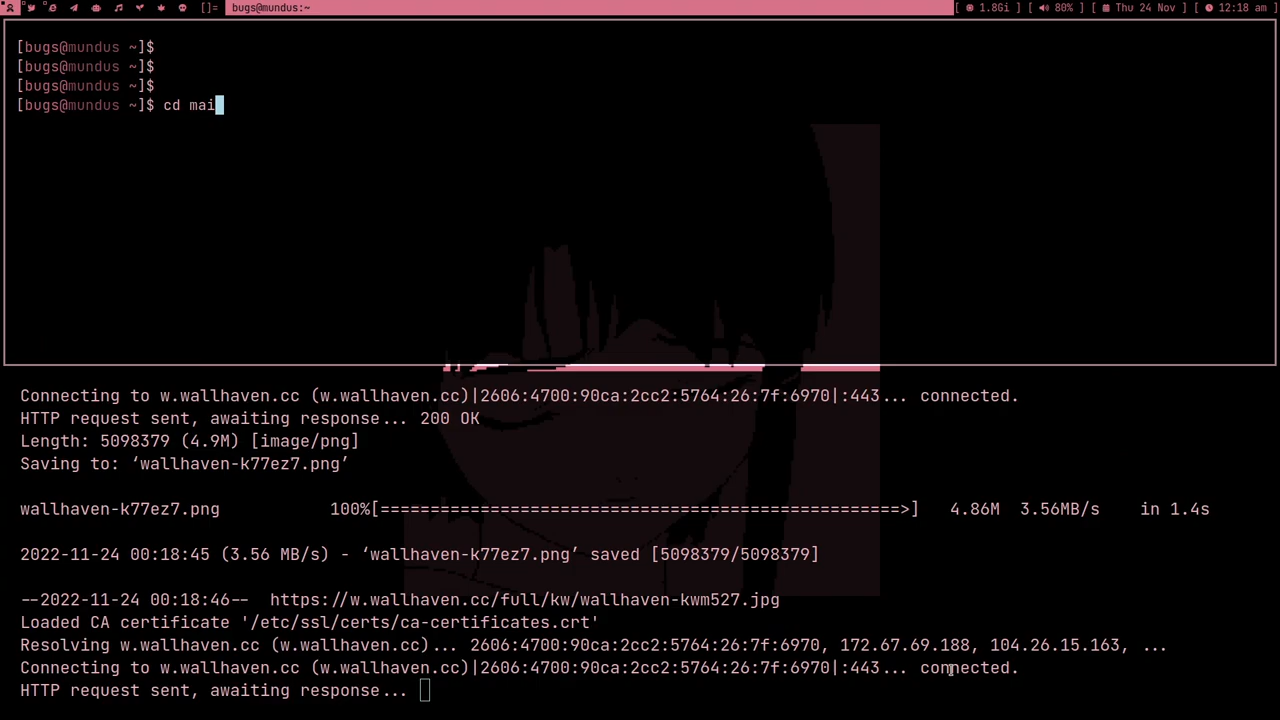 []= bugs@mundus:~ [ 1.8Gi ] [ 80% ] [ Thu 24 Nov ] [ 12:18 am ]
[bugs@mundus ~]$
[bugs@mundus ~]$
[bugs@mundus ~]$
[bugs@mundus ~]$ cd mai
Connecting to w.wallhaven.cc (w.wallhaven.cc)|2606:4700:90ca:2cc2:5764:26:7f:6970|:443... connected.
HTTP request sent, awaiting response... 200 OK
Length: 5098379 (4.9M) [image/png]
Saving to: ‘wallhaven-k77ez7.png’
wallhaven-k77ez7.png 100%[====================================================>] 4.86M 3.56MB/s in 1.4s
2022-11-24 00:18:45 (3.56 MB/s) - ‘wallhaven-k77ez7.png’ saved [5098379/5098379]
--2022-11-24 00:18:46-- https://w.wallhaven.cc/full/kw/wallhaven-kwm527.jpg
Loaded CA certificate '/etc/ssl/certs/ca-certificates.crt'
Resolving w.wallhaven.cc (w.wallhaven.cc)... 2606:4700:90ca:2cc2:5764:26:7f:6970, 172.67.69.188, 104.26.15.163, ...
Connecting to w.wallhaven.cc (w.wallhaven.cc)|2606:4700:90ca:2cc2:5764:26:7f:6970|:443... connected.
HTTP request sent, awaiting response...